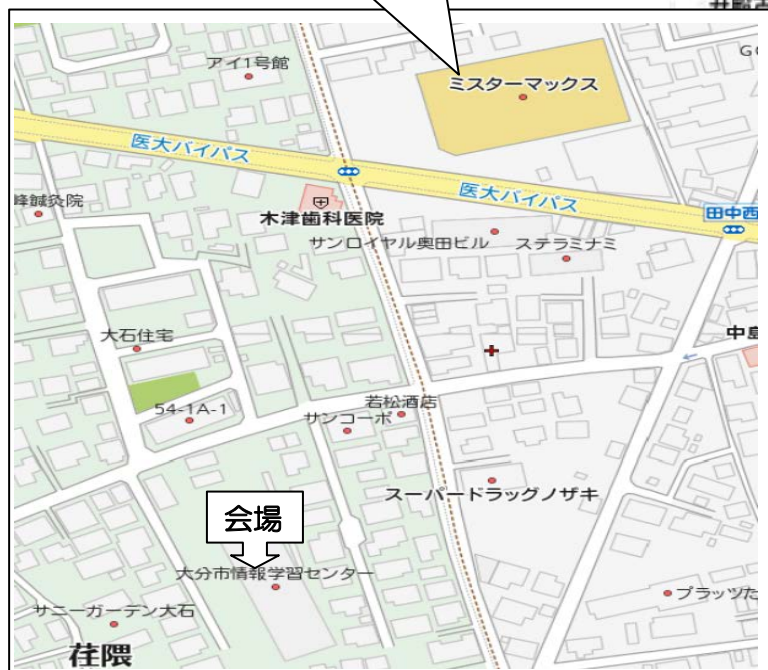 アイ1号館
ミスターマックス
医大バイパス
峰鍼灸院
木津歯科医院
医大バイパス
田中西
サンロイヤル奥田ビル
ステラミナミ
大石住宅
中島
54-1A-1
若松酒店
サンコーポ
スーパードラッグノザキ
会場
大分市情報学習センター
プラッツた
サニーガーデン大石
荏隈